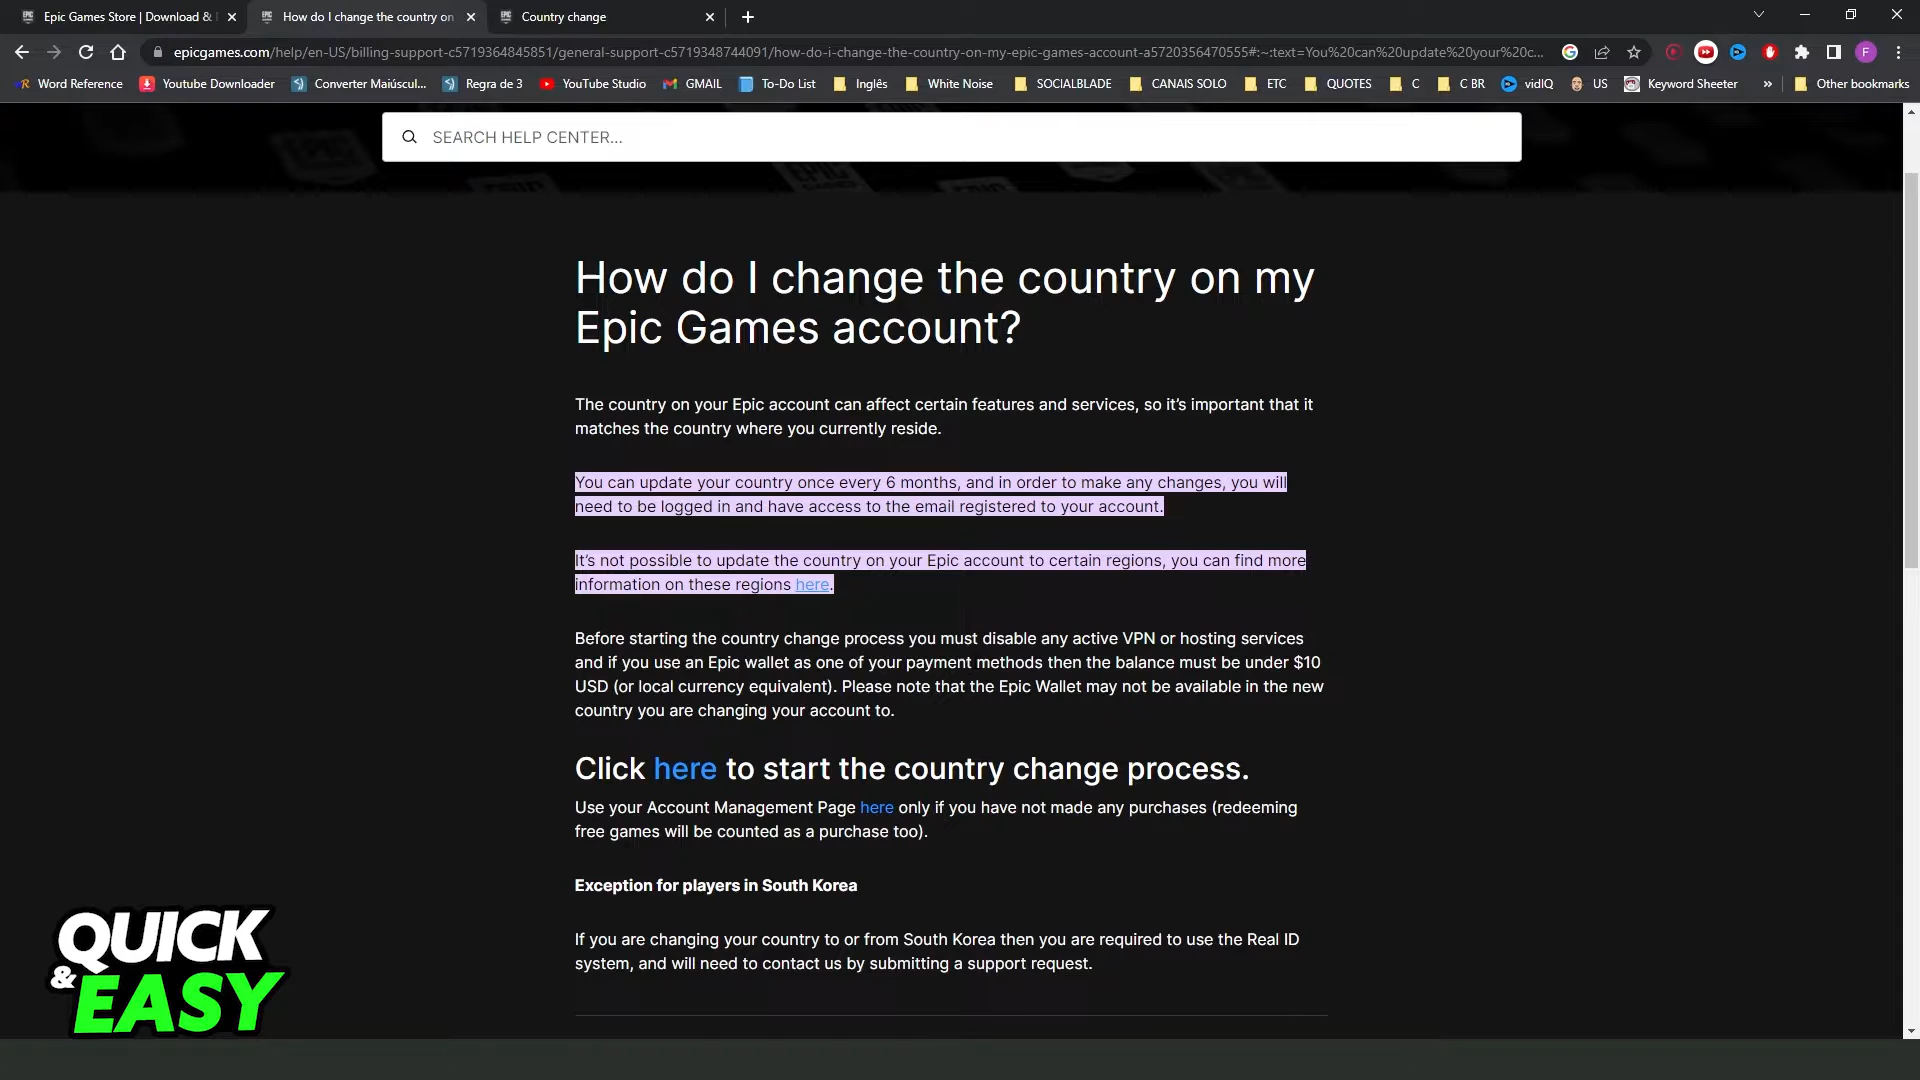 Epic Games Store | Download &
How do I change the country on
Country change
epicgames.com/help/en-US/billing-support-c5719364845851/general-support-c5719348744091/how-do-i-change-the-country-on-my-epic-games-account-a5720356470555#:~:text=You%20can%20update%20your%20c...
F
Word Reference
Youtube Downloader
Converter Maiúscul...
Regra de 3
YouTube Studio
GMAIL
To-Do List
Inglês
White Noise
SOCIALBLADE
CANAIS SOLO
ETC
QUOTES
C
C BR
vidIQ
US
Keyword Sheeter
»
Other bookmarks
SEARCH HELP CENTER...
How do I change the country on my
Epic Games account?
The country on your Epic account can affect certain features and services, so it’s important that it
matches the country where you currently reside.
You can update your country once every 6 months, and in order to make any changes, you will
need to be logged in and have access to the email registered to your account.
It’s not possible to update the country on your Epic account to certain regions, you can find more
information on these regions here.
Before starting the country change process you must disable any active VPN or hosting services
and if you use an Epic wallet as one of your payment methods then the balance must be under $10
USD (or local currency equivalent). Please note that the Epic Wallet may not be available in the new
country you are changing your account to.
Click here to start the country change process.
Use your Account Management Page here only if you have not made any purchases (redeeming
free games will be counted as a purchase too).
Exception for players in South Korea
If you are changing your country to or from South Korea then you are required to use the Real ID
system, and will need to contact us by submitting a support request.
QUICK
& EASY